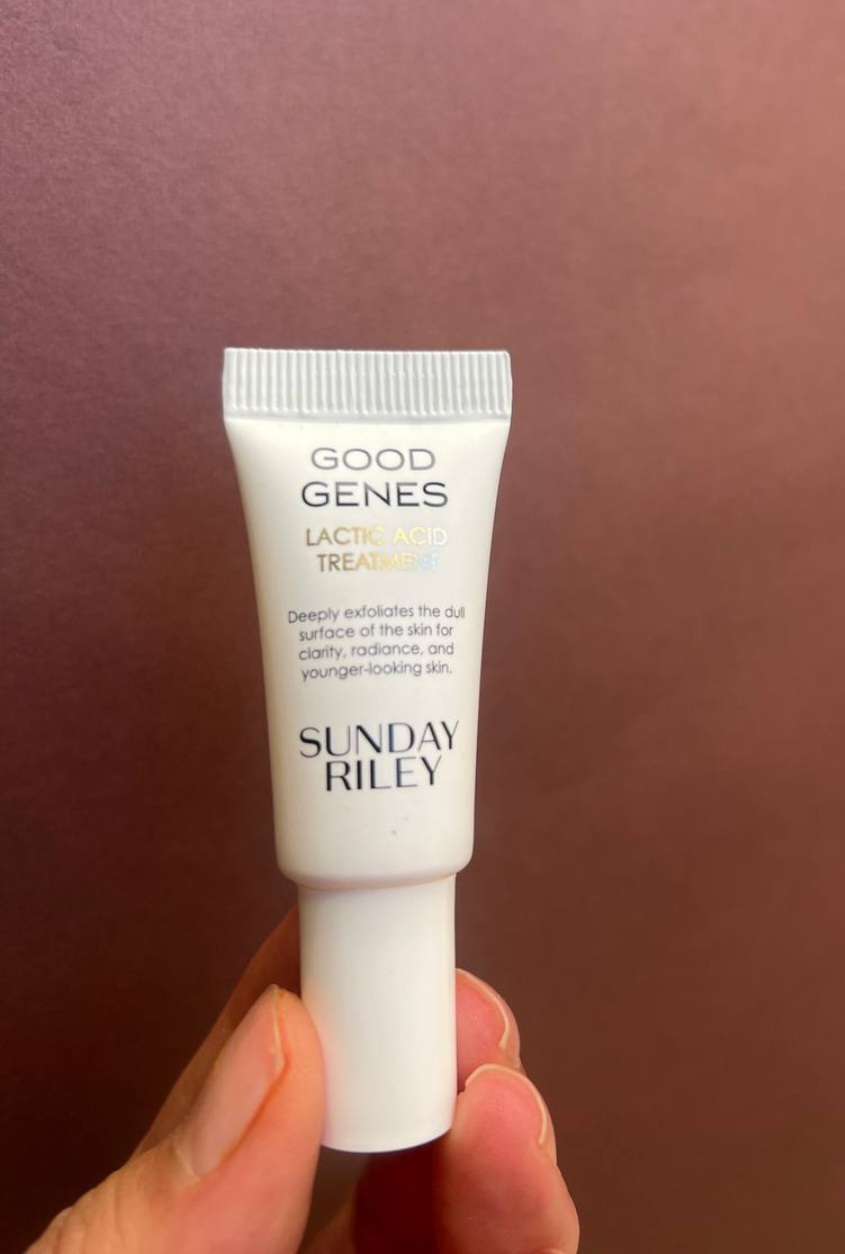 GOOD
GENES
LACTIC ACID
TREATMENT
Deeply exfoliates the dull
surface of the skin for
clarity, radiance, and
younger-looking skin.
SUNDAY
RILEY